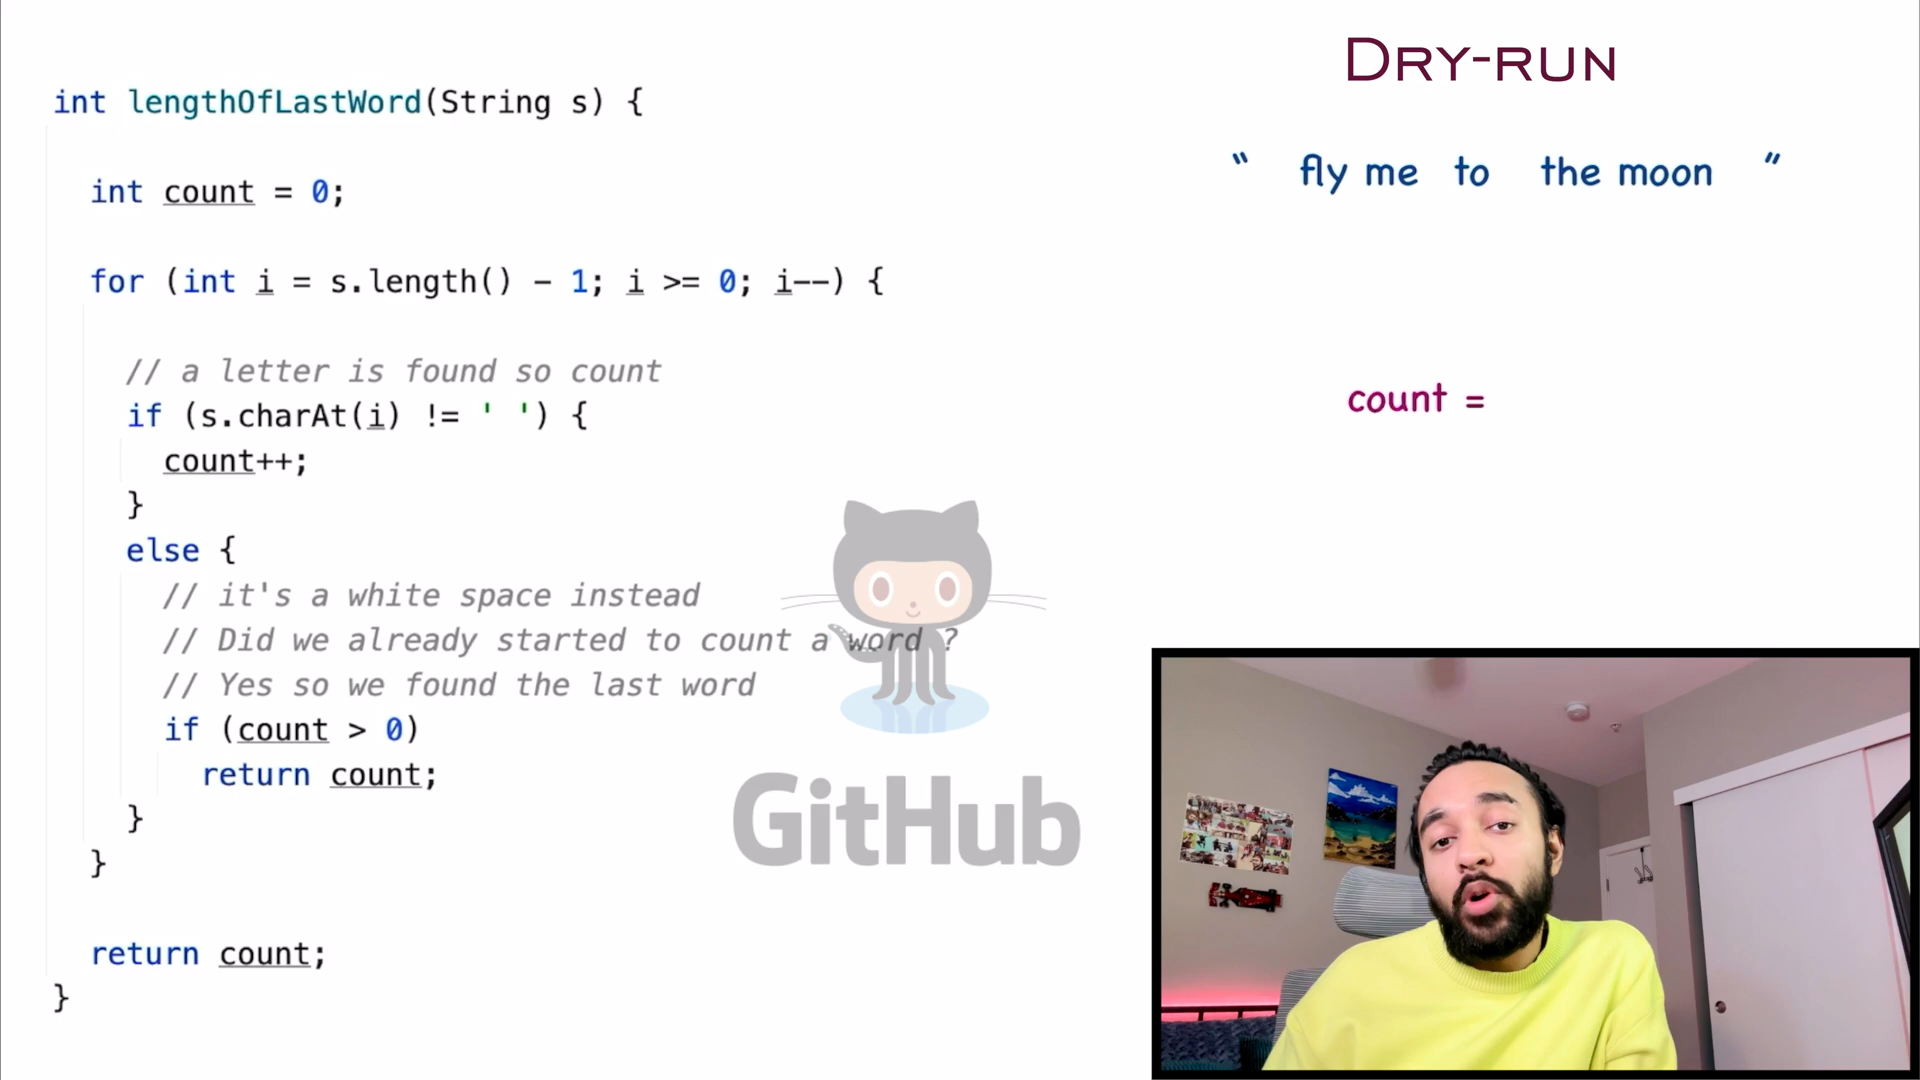 int lengthOfLastWord(String s) {
int count = 0;
for (int i = s.length() - 1; i >= 0; i--) {
// a letter is found so count
if (s.charAt(i) != ' ') {
count++;
}
else {
// it's a white space instead
// Did we already started to count a word ?
// Yes so we found the last word
if (count > 0)
return count;
}
}
return count;
}
GitHub
DRY-RUN
“ fly me to the moon ”
count =